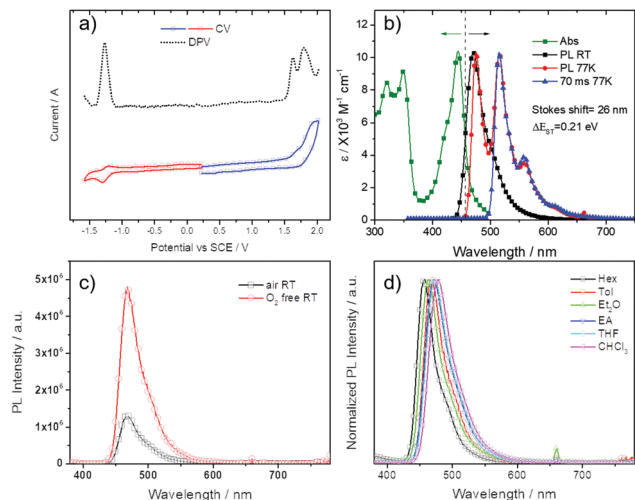 a)
CV
DPV
Current / A
-1.5 -1.0 -0.5 0.0 0.5 1.0 1.5 2.0
Potential vs SCE / V
b)
Abs
PL RT
PL 77K
70 ms 77K
Stokes shift= 26 nm
ΔE_ST=0.21 eV
ε / X10³ M⁻¹ cm⁻¹
12
10
8
6
4
2
0
300 400 500 600 700
Wavelength / nm
c)
air RT
O₂ free RT
PL Intensity / a.u.
5x10⁶
4x10⁶
3x10⁶
2x10⁶
1x10⁶
0
400 500 600 700
Wavelength / nm
d)
Hex
Tol
Et₂O
EA
THF
CHCl₃
Normalized PL Intensity / a.u.
400 500 600 700
Wavelength / nm